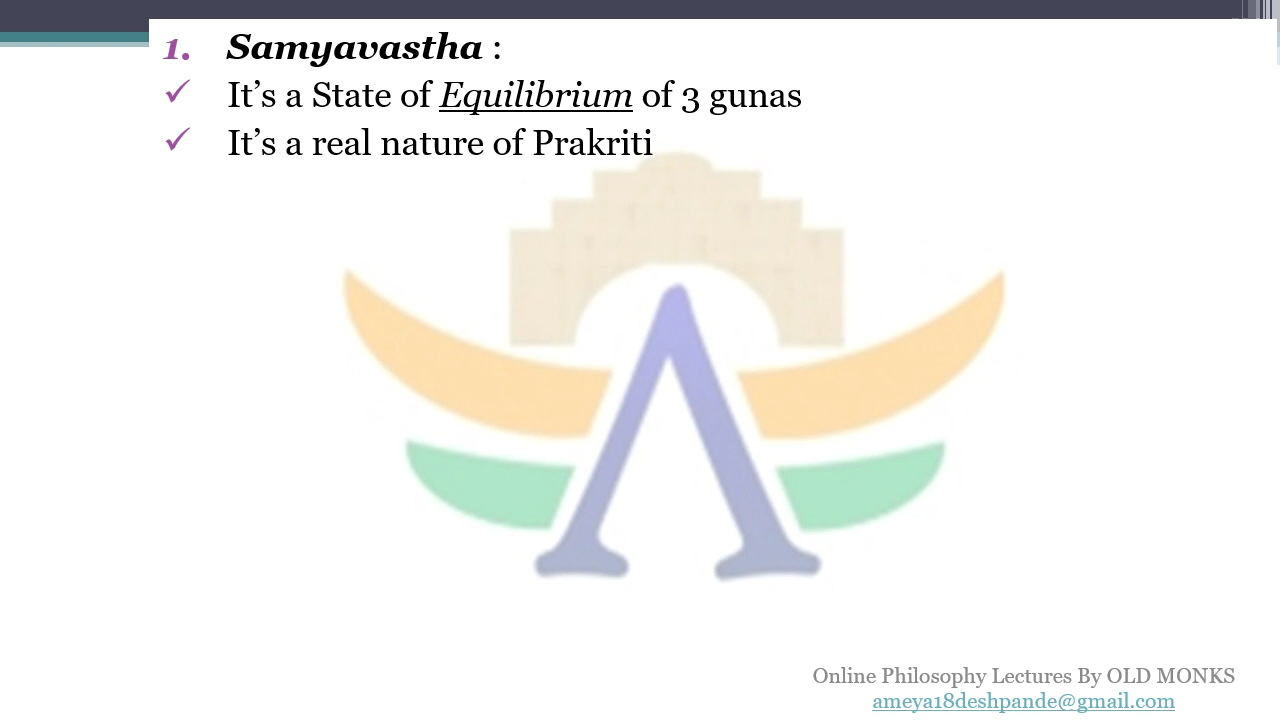 1. Samyavastha :
✓ It's a State of Equilibrium of 3 gunas
✓ It's a real nature of Prakriti
Online Philosophy Lectures By OLD MONKS
ameya18deshpande@gmail.com